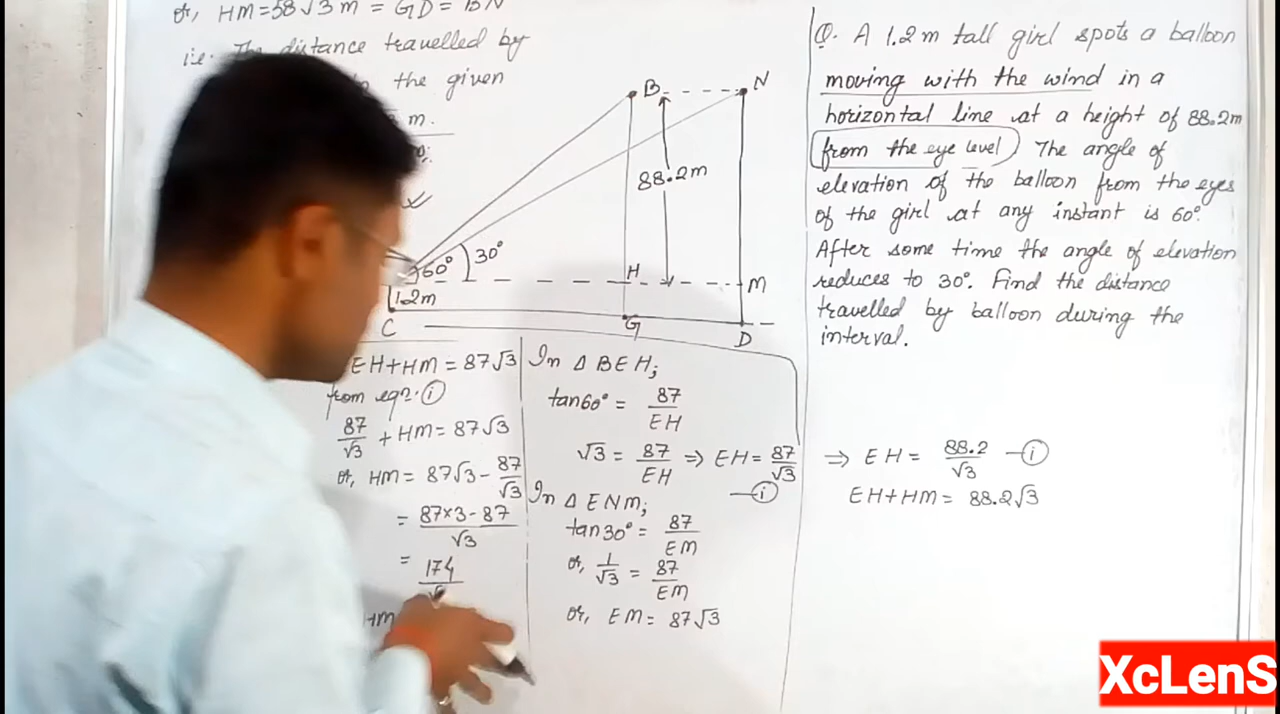 or, HM = 58√3 m = GD = BN
i.e. The distance travelled by
the given
m.
B
N
88.2m
60°
30°
H
M
1.2m
C
G
D
EH+HM = 87√3
from eqn. (i)
87/√3 + HM = 87√3
or, HM = 87√3 - 87/√3
= 87×3-87/√3
= 174/√3
HM
In Δ BEH;
tan60° = 87/EH
√3 = 87/EH ⇒ EH = 87/√3
—(i)
In Δ ENM;
tan30° = 87/EM
or, 1/√3 = 87/EM
or, EM = 87√3
Q. A 1.2m tall girl spots a balloon
moving with the wind in a
horizontal line at a height of 88.2m
from the eye level) The angle of
elevation of the balloon from the eyes
of the girl at any instant is 60°.
After some time the angle of elevation
reduces to 30°. Find the distance
travelled by balloon during the
interval.
⇒ EH = 88.2/√3 —(i)
EH+HM = 88.2√3
XcLenS